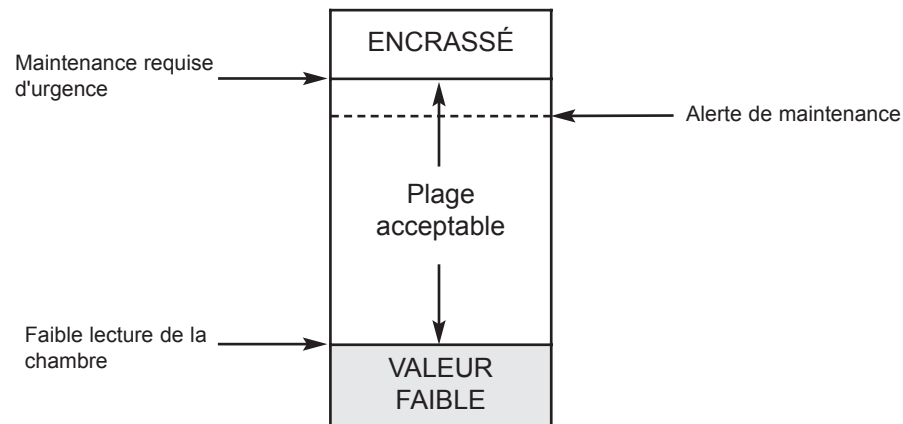 ENCRASSÉ
Maintenance requise
d'urgence
Alerte de maintenance
Plage
acceptable
Faible lecture de la
chambre
VALEUR
FAIBLE